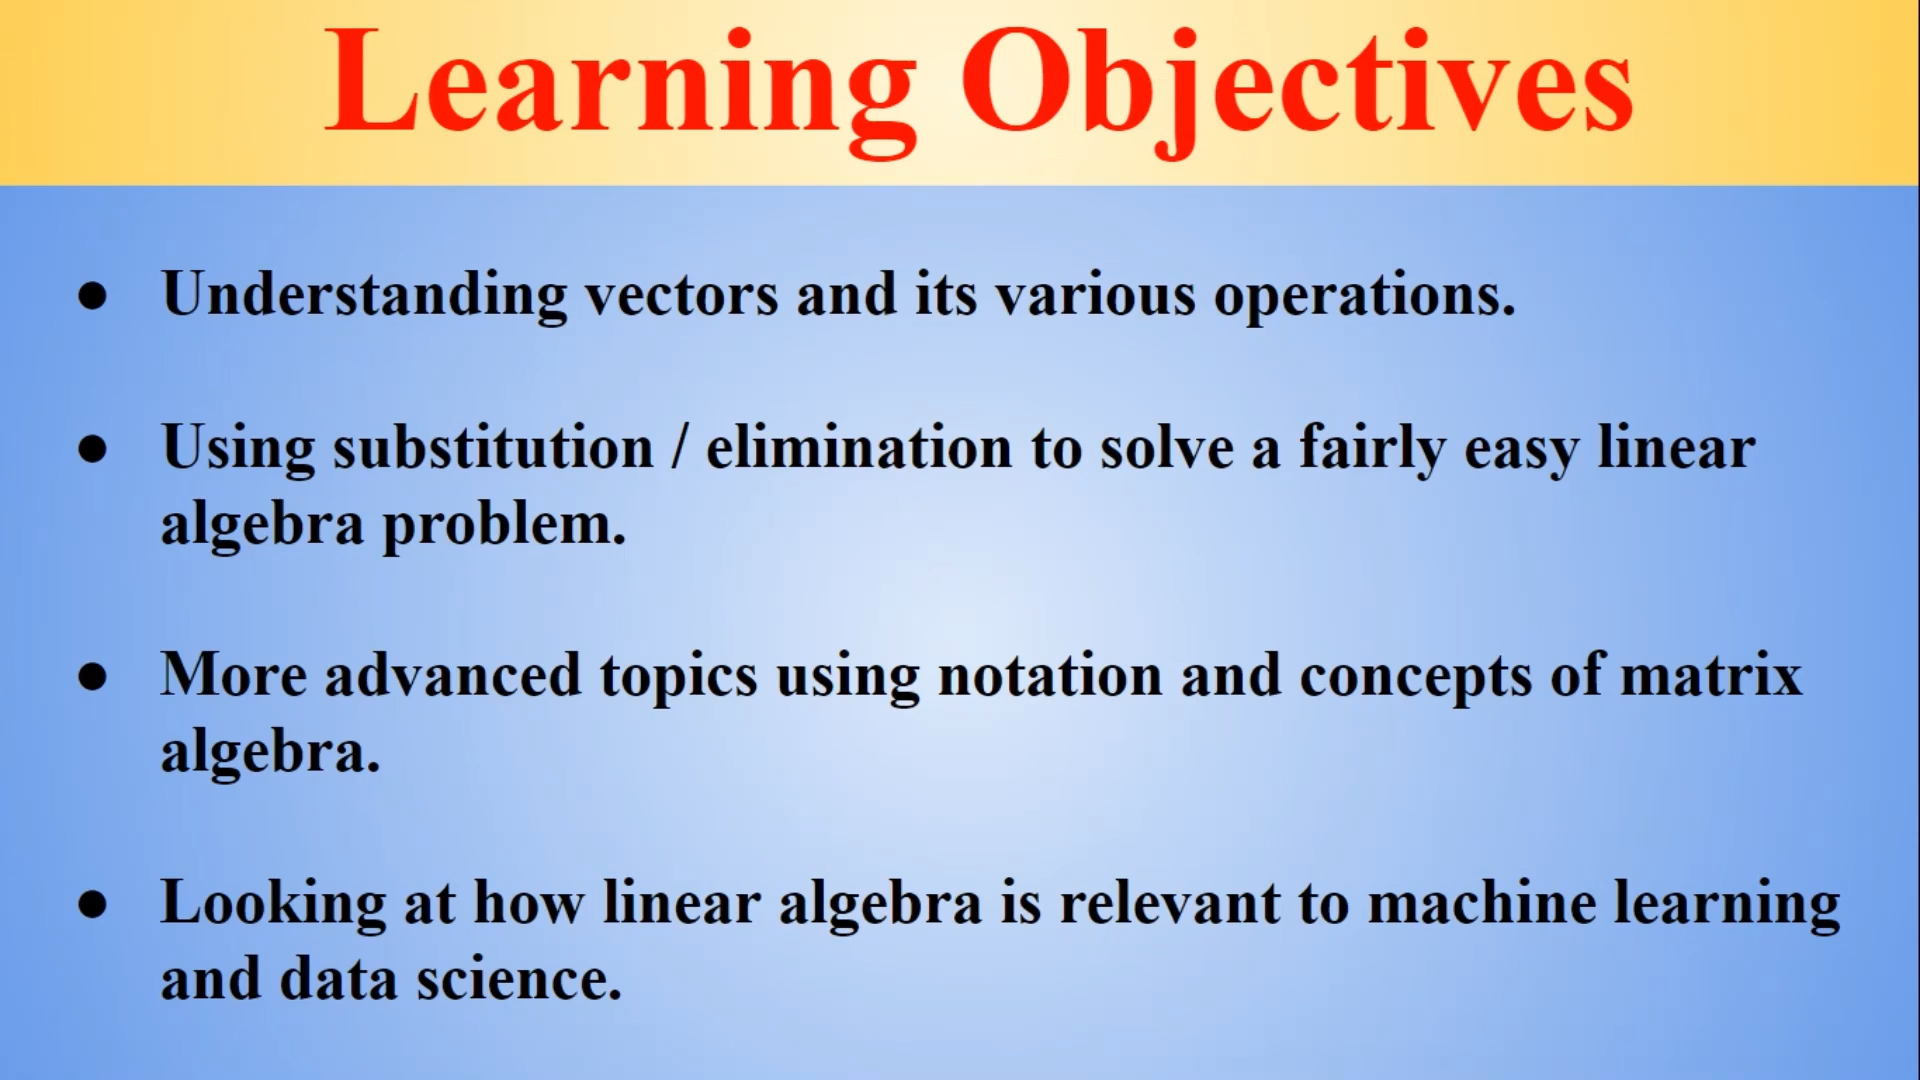 Learning Objectives
● Understanding vectors and its various operations.
● Using substitution / elimination to solve a fairly easy linear
algebra problem.
● More advanced topics using notation and concepts of matrix
algebra.
● Looking at how linear algebra is relevant to machine learning
and data science.